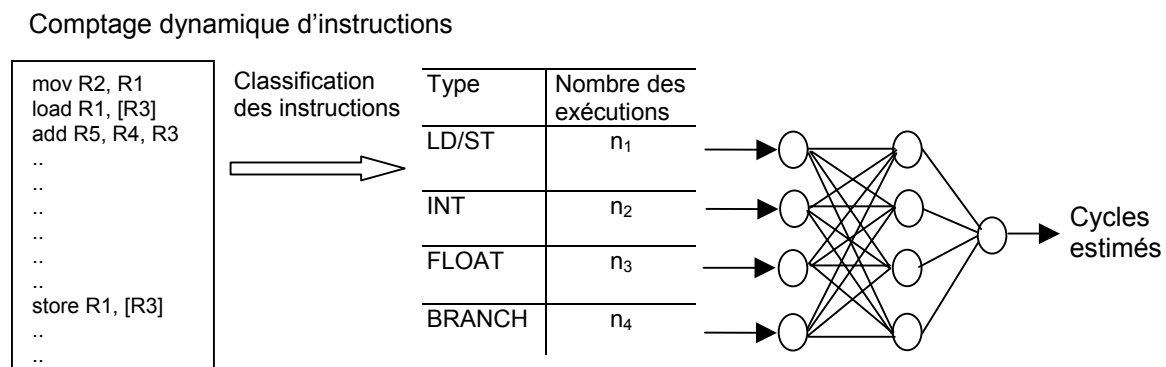 Comptage dynamique d'instructions
mov R2, R1
load R1, [R3]
add R5, R4, R3
..
..
..
..
..
..
store R1, [R3]
..
..
Classification
des instructions
Type
Nombre des
exécutions
LD/ST
n1
INT
n2
FLOAT
n3
BRANCH
n4
Cycles
estimés